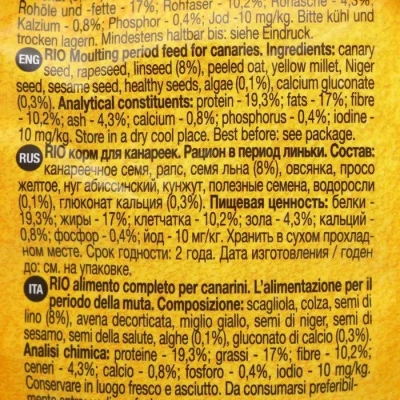 Rohöle und -fette - 17%; Rohfaser - 10,2%; Rohasche - 4,3%;
Kalzium - 0,8%; Phosphor - 0,4%; Jod - 10 mg/kg. Bitte kühl und
trocken lagern. Mindestens haltbar bis: siehe Eindruck.
ENG RIO Moulting period feed for canaries. Ingredients: canary
seed, rapeseed, linseed (8%), peeled oat, yellow millet, Niger
seed, sesame seed, healthy seeds, algae (0,1%), calcium gluconate
(0,3%). Analytical constituents: protein - 19,3%; fats - 17%; fibre
- 10,2%; ash - 4,3%; calcium - 0,8%; phosphorus - 0,4%; iodine -
10 mg/kg. Store in a dry cool place. Best before: see package.
RUS RIO корм для канареек. Рацион в период линьки. Состав:
канареечное семя, рапс, семя льна (8%), овсянка, просо
желтое, нуг абиссинский, кунжут, полезные семена, водоросли
(0,1%), глюконат кальция (0,3%). Пищевая ценность: белки -
19,3%; жиры - 17%; клетчатка - 10,2%; зола - 4,3%; кальций -
0,8%; фосфор - 0,4%; йод - 10 мг/кг. Хранить в сухом прохлад-
ном месте. Срок годности: 2 года. Дата изготовления / годен
до: см. на упаковке.
ITA RIO alimento completo per canarini. L'alimentazione per il
periodo della muta. Composizione: scagliola, colza, semi di
lino (8%), avena decorticata, miglio giallo, semi di niger, semi di
sesamo, semi della salute, alghe (0,1%), gluconato di calcio (0,3%).
Analisi chimica: proteine - 19,3%; grassi - 17%; fibre - 10,2%;
ceneri - 4,3%; calcio - 0,8%; fosforo - 0,4%, iodio - 10 mg/kg.
Conservare in luogo fresco e asciutto. Da consumarsi preferibil-